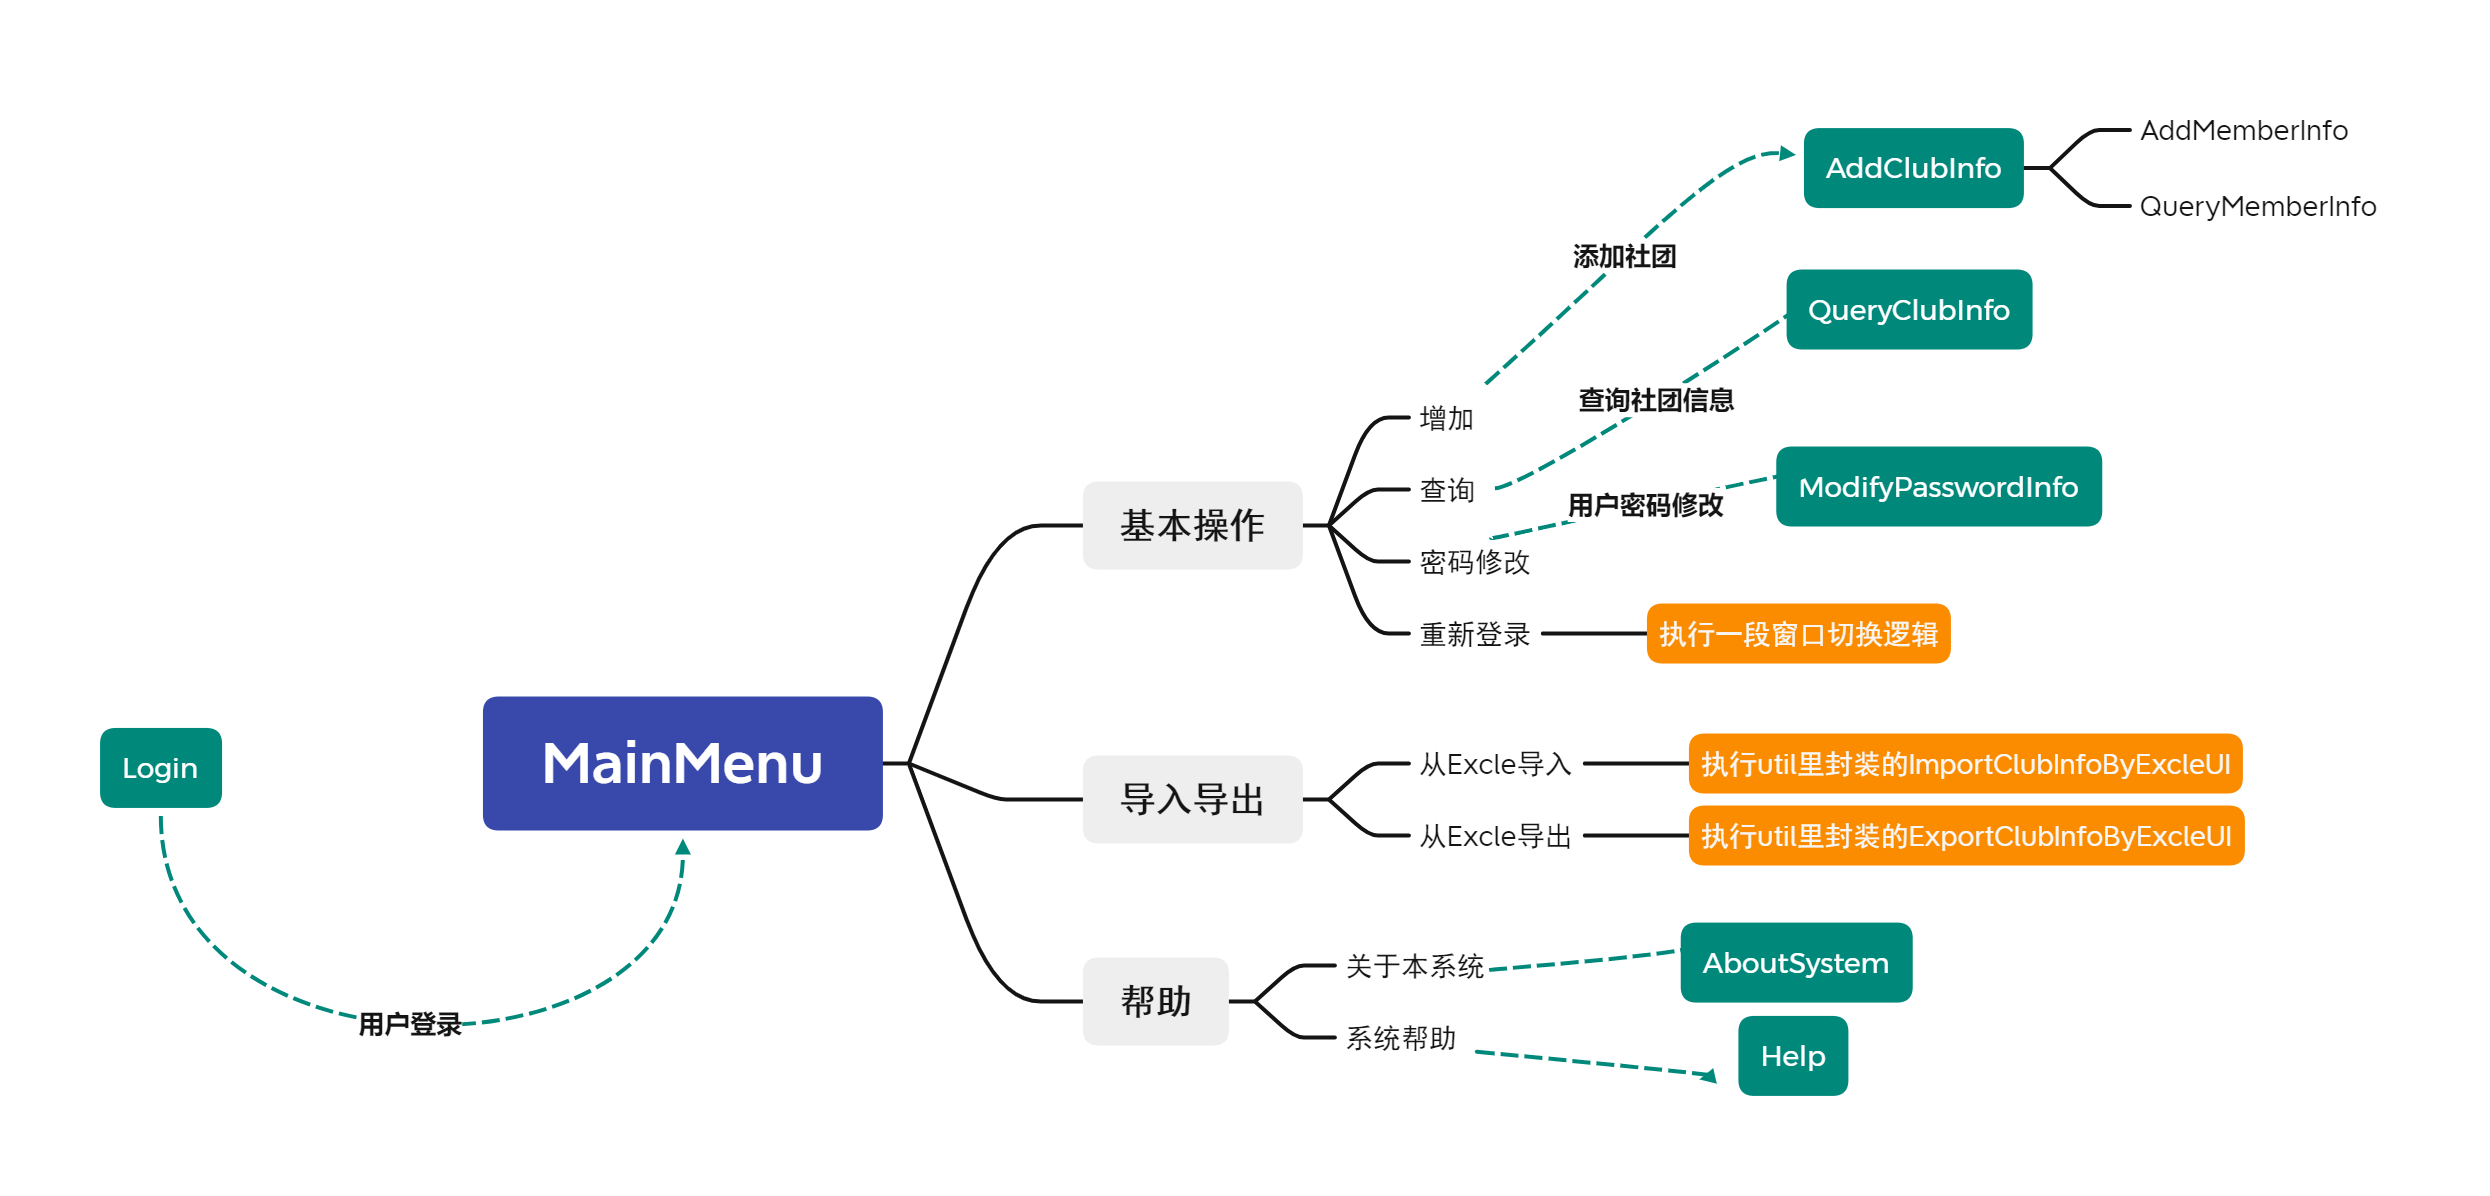 Login
用户登录
MainMenu
基本操作
增加
添加社团
AddClubInfo
AddMemberInfo
QueryMemberInfo
查询
查询社团信息
QueryClubInfo
密码修改
用户密码修改
ModifyPasswordInfo
重新登录
执行一段窗口切换逻辑
导入导出
从Excle导入
执行util里封装的ImportClubInfoByExcleUI
从Excle导出
执行util里封装的ExportClubInfoByExcleUI
帮助
关于本系统
AboutSystem
系统帮助
Help